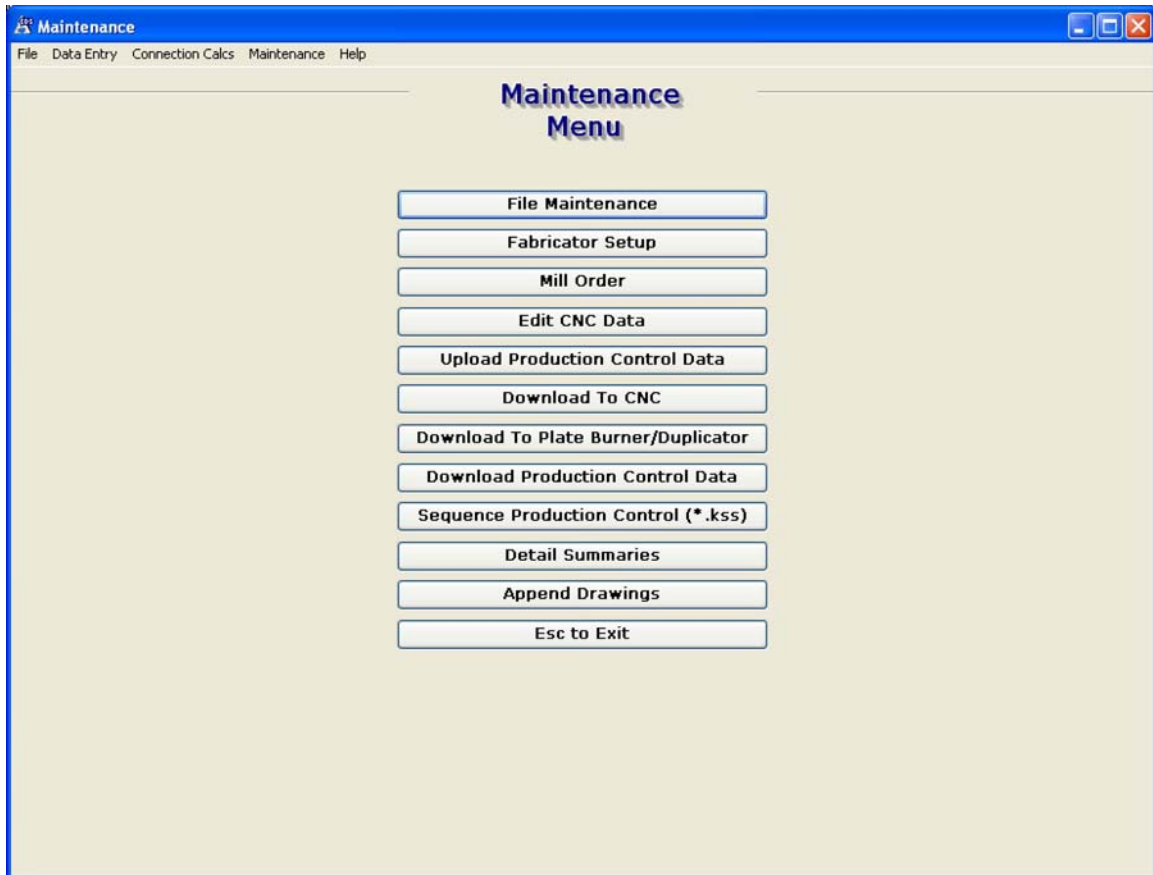 Maintenance
File Data Entry Connection Calcs Maintenance Help
Maintenance
Menu
File Maintenance
Fabricator Setup
Mill Order
Edit CNC Data
Upload Production Control Data
Download To CNC
Download To Plate Burner/Duplicator
Download Production Control Data
Sequence Production Control (*.kss)
Detail Summaries
Append Drawings
Esc to Exit